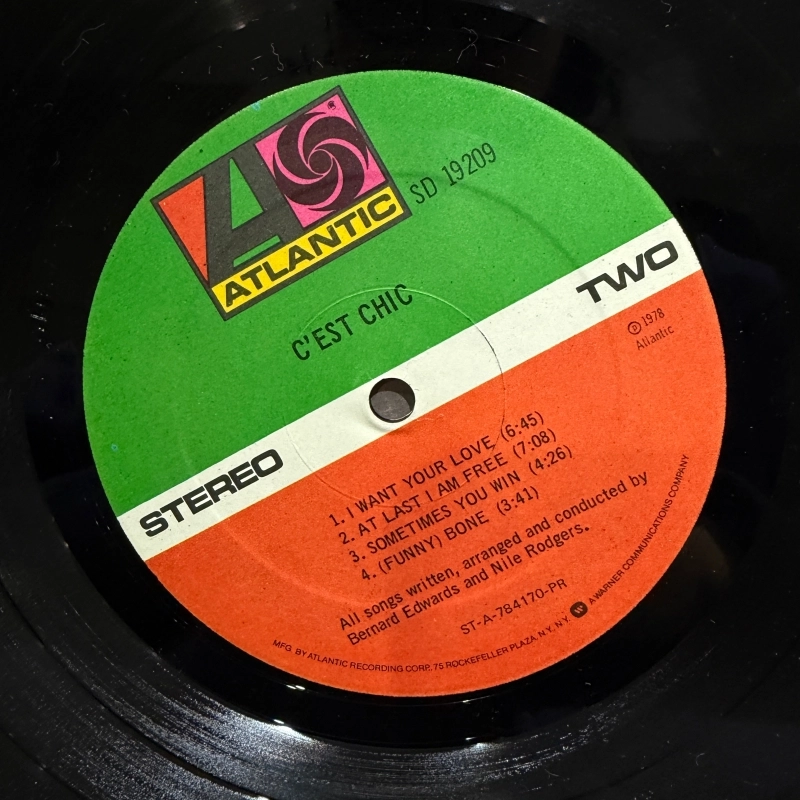 A
ATLANTIC
®
SD 19209
C'EST CHIC
TWO
STEREO
℗ 1978
Atlantic
1. I WANT YOUR LOVE (6:45)
2. AT LAST I AM FREE (7:08)
3. SOMETIMES YOU WIN (4:26)
4. (FUNNY) BONE (3:41)
All songs written, arranged and conducted by
Bernard Edwards and Nile Rodgers.
ST-A-784170-PR
MFG. BY ATLANTIC RECORDING CORP., 75 ROCKEFELLER PLAZA, N.Y., N.Y. W A WARNER COMMUNICATIONS COMPANY